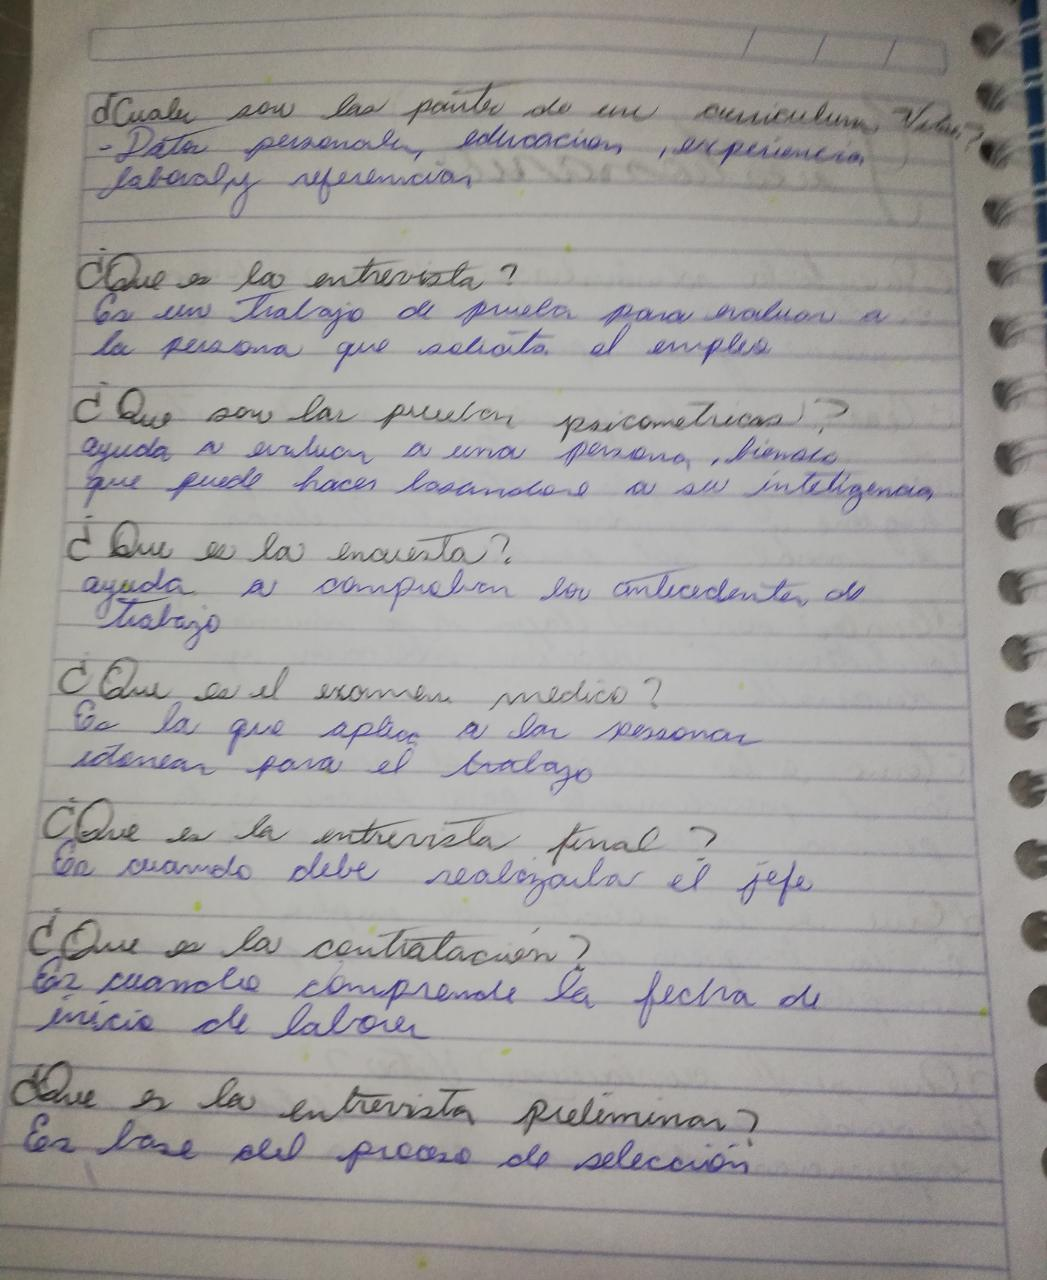 ¿Cuales son las partes de un curriculum Vitae?
- Datos personales, educacion, experiencia
laboral y referencias
¿Que es la entrevista?
Es un trabajo de prueba para evaluar a
la persona que solicita el empleo
¿Que son las pruebas psicometricas?
ayuda a evaluar a una persona, viendo
que puede hacer basandose a su inteligencia
¿Que es la encuesta?
ayuda a comprobar los antecedentes de
trabajo
¿Que es el examen medico?
Es la que aplica a las personas
idoneas para el trabajo
¿Que es la entrevista final?
Es cuando debe realizarla el jefe
¿Que es la contratación?
Es cuando comprende la fecha de
inicio de labores
¿Que es la entrevista preliminar?
Es base del proceso de selección